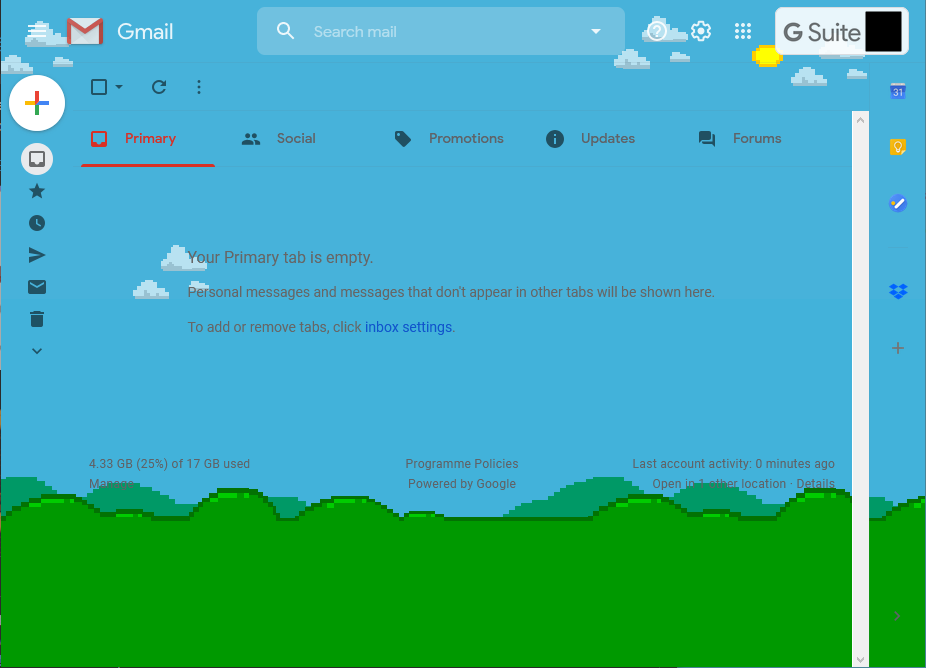 Gmail
Search mail
G Suite
Primary
Social
Promotions
Updates
Forums
31
Your Primary tab is empty.
Personal messages and messages that don't appear in other tabs will be shown here.
To add or remove tabs, click inbox settings.
4.33 GB (25%) of 17 GB used
Manage
Programme Policies
Powered by Google
Last account activity: 0 minutes ago
Open in 1 other location · Details